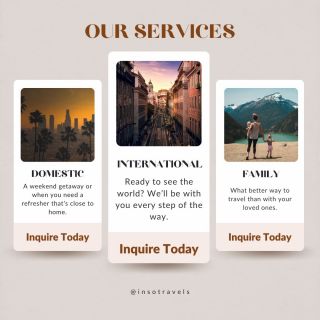 OUR SERVICES
DOMESTIC
A weekend getaway or
when you need a
refresher that's close to
home.
Inquire Today
INTERNATIONAL
Ready to see the
world? We'll be with
you every step of the
way.
Inquire Today
FAMILY
What better way to
travel than with your
loved ones.
Inquire Today
@insotravels